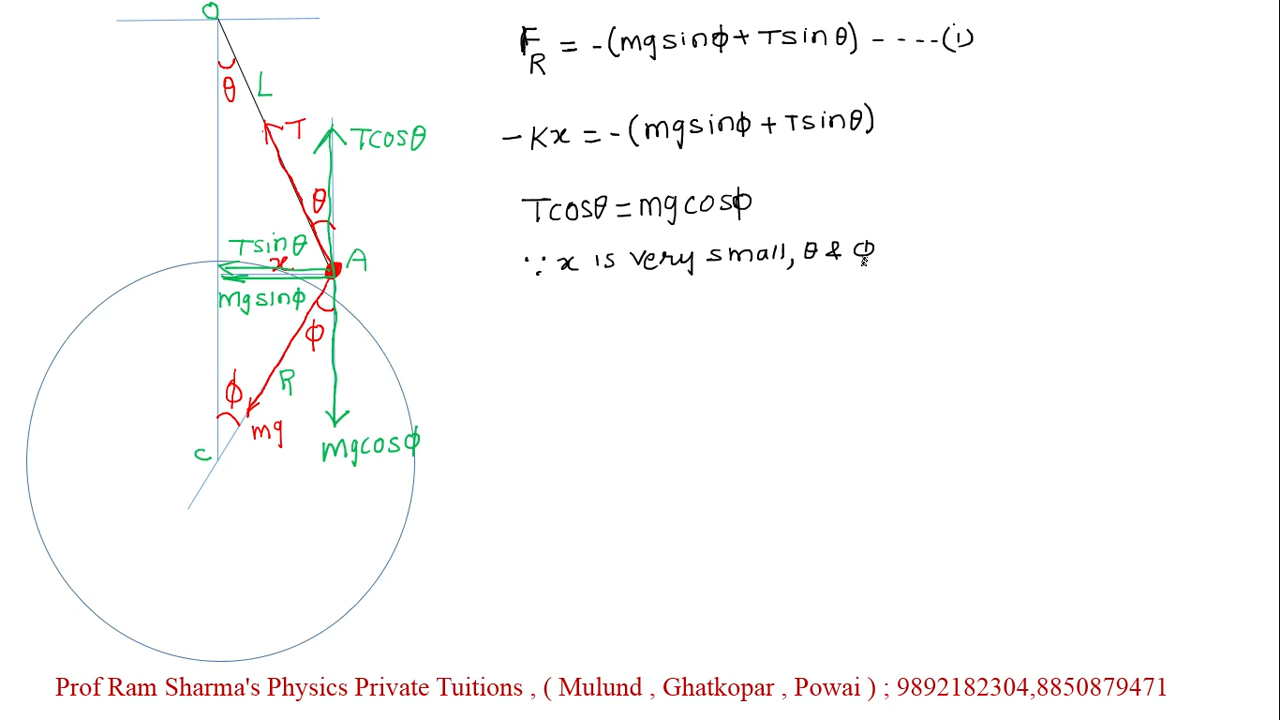 O
θ
L
T
Tcosθ
θ
Tsinθ
x
A
mgsinϕ
ϕ
R
ϕ
mg
C
mgcosϕ
F_R = -(mgsinϕ + Tsinθ) ----(i)
-Kx = -(mgsinϕ + Tsinθ)
Tcosθ = mgcosϕ
∵ x is very small, θ & ϕ
Prof Ram Sharma's Physics Private Tuitions , ( Mulund , Ghatkopar , Powai ) ; 9892182304,8850879471